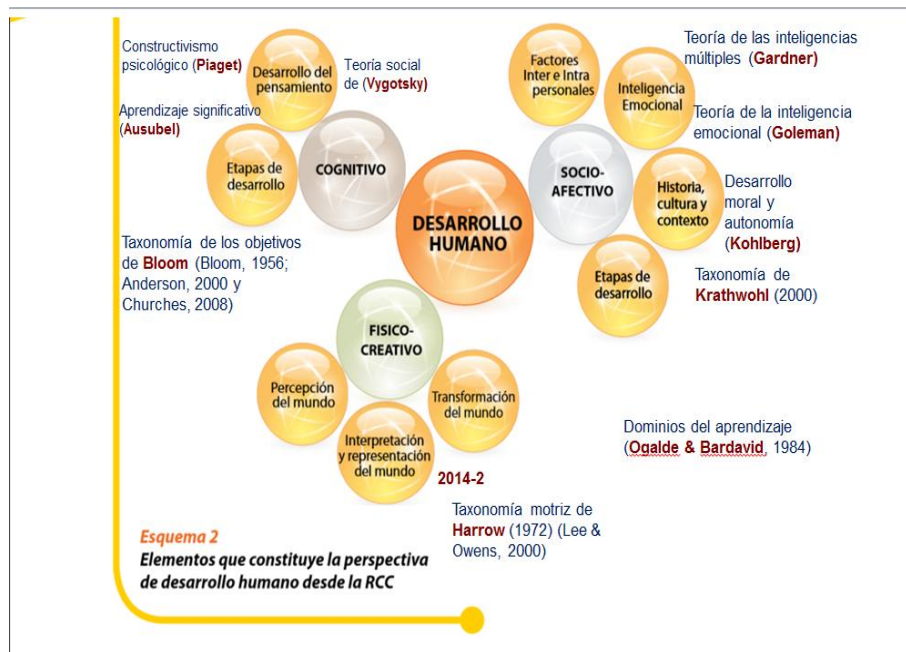 Constructivismo
psicológico (Piaget)
Desarrollo del
pensamiento
Teoría social
de (Vygotsky)
Aprendizaje significativo
(Ausubel)
Etapas de
desarrollo
COGNITIVO
Taxonomía de los objetivos
de Bloom (Bloom, 1956;
Anderson, 2000 y
Churches, 2008)
DESARROLLO
HUMANO
Factores
Inter e Intra
personales
Inteligencia
Emocional
Teoría de las inteligencias
múltiples (Gardner)
Teoría de la inteligencia
emocional (Goleman)
SOCIO-
AFECTIVO
Historia,
cultura y
contexto
Desarrollo
moral y
autonomía
(Kohlberg)
Etapas de
desarrollo
Taxonomía de
Krathwohl (2000)
FISICO-
CREATIVO
Percepción
del mundo
Interpretación
y representación
del mundo
Transformación
del mundo
2014-2
Dominios del aprendizaje
(Ogalde & Bardavid, 1984)
Taxonomía motriz de
Harrow (1972) (Lee &
Owens, 2000)
Esquema 2
Elementos que constituye la perspectiva
de desarrollo humano desde la RCC